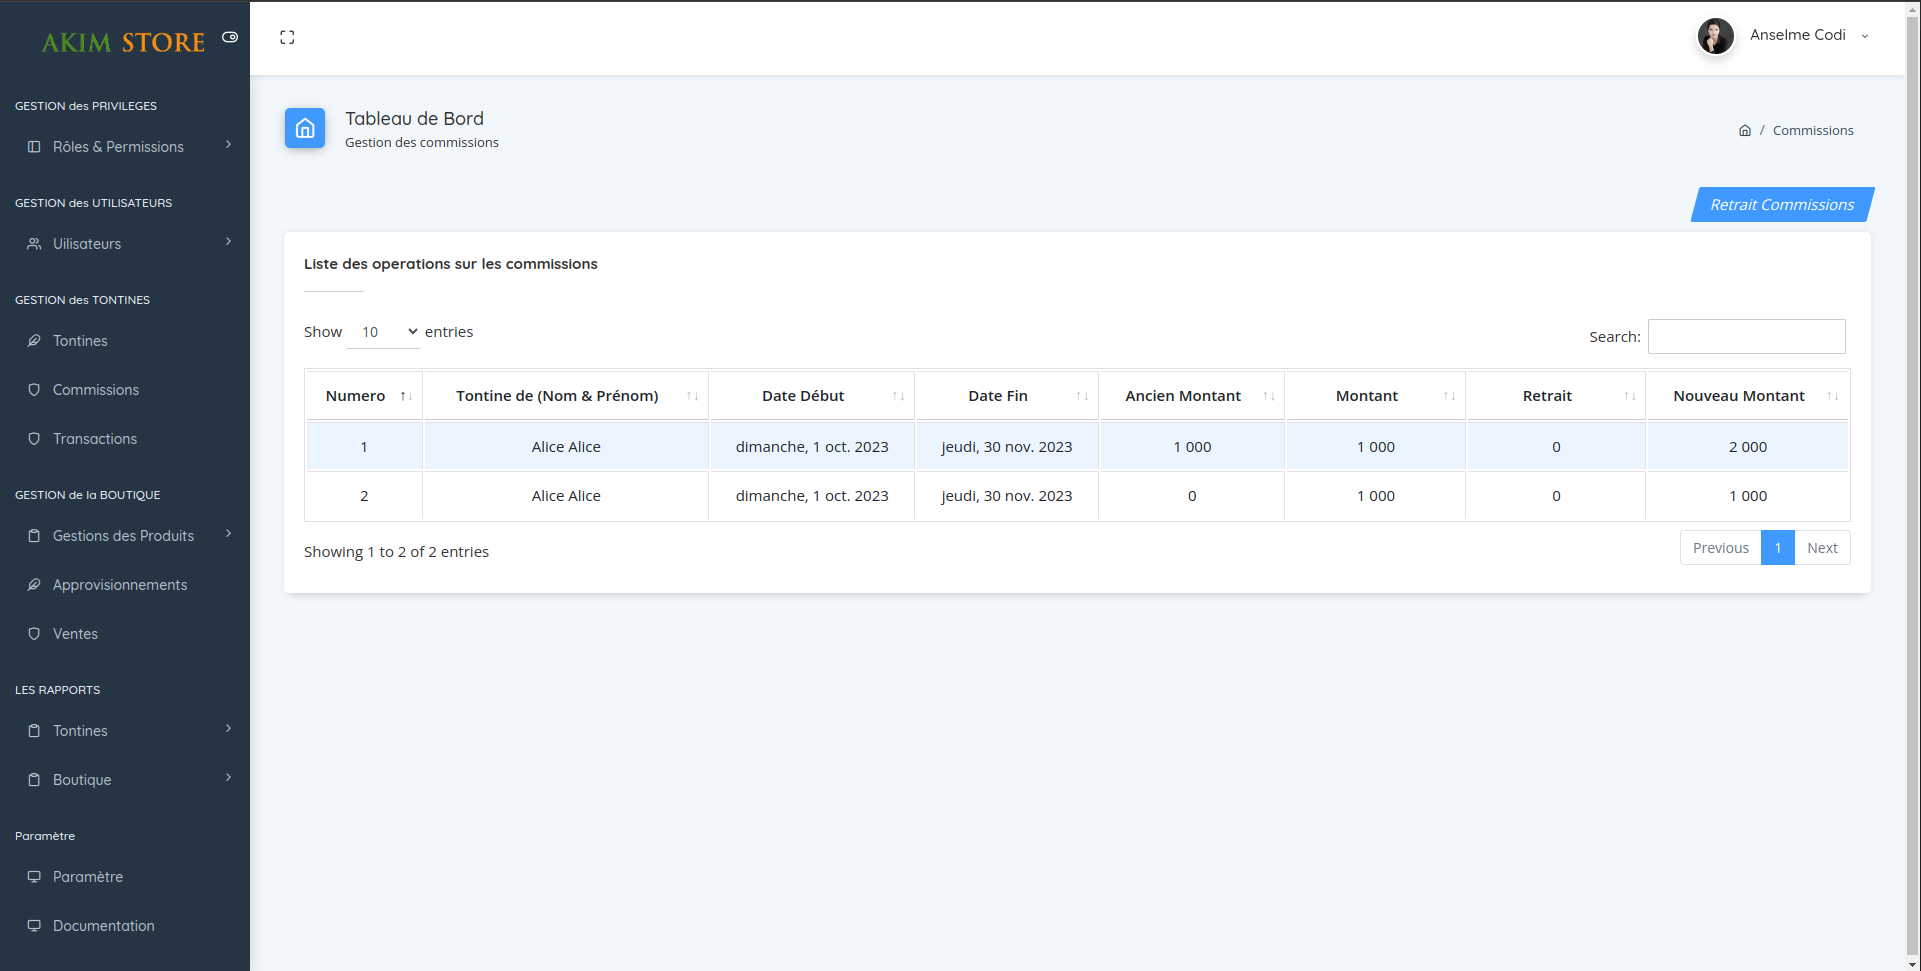 AKIM STORE
Anselme Codi
GESTION des PRIVILEGES
Rôles & Permissions
GESTION des UTILISATEURS
Uilisateurs
GESTION des TONTINES
Tontines
Commissions
Transactions
GESTION de la BOUTIQUE
Gestions des Produits
Approvisionnements
Ventes
LES RAPPORTS
Tontines
Boutique
Paramètre
Paramètre
Documentation
Tableau de Bord
Gestion des commissions
/ Commissions
Retrait Commissions
Liste des operations sur les commissions
Show 10 entries
Search:
Numero Tontine de (Nom & Prénom) Date Début Date Fin Ancien Montant Montant Retrait Nouveau Montant
1 Alice Alice dimanche, 1 oct. 2023 jeudi, 30 nov. 2023 1 000 1 000 0 2 000
2 Alice Alice dimanche, 1 oct. 2023 jeudi, 30 nov. 2023 0 1 000 0 1 000
Showing 1 to 2 of 2 entries
Previous 1 Next